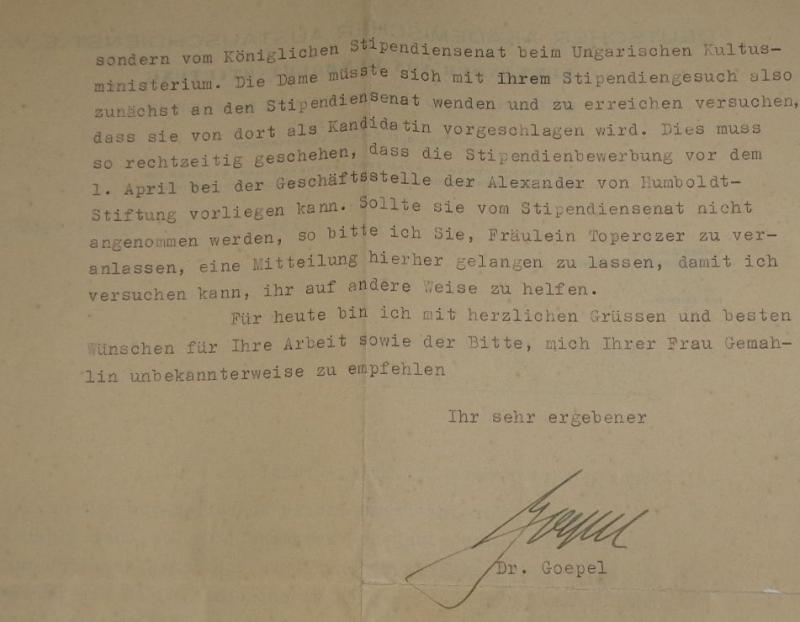 sondern vom Königlichen Stipendiensenat beim Ungarischen Kultus-
ministerium. Die Dame müsste sich mit Ihrem Stipendiengesuch also
zunächst an den Stipendiensenat wenden und zu erreichen versuchen,
dass sie von dort als Kandidatin vorgeschlagen wird. Dies muss
so rechtzeitig geschehen, dass die Stipendienbewerbung vor dem
1. April bei der Geschäftsstelle der Alexander von Humboldt-
Stiftung vorliegen kann. Sollte sie vom Stipendiensenat nicht
angenommen werden, so bitte ich Sie, Fräulein Toperczer zu ver-
anlassen, eine Mitteilung hierher gelangen zu lassen, damit ich
versuchen kann, ihr auf andere Weise zu helfen.
Für heute bin ich mit herzlichen Grüssen und besten
Wünschen für Ihre Arbeit sowie der Bitte, mich Ihrer Frau Gemah-
lin unbekannterweise zu empfehlen
Ihr sehr ergebener
Goepel
Dr. Goepel